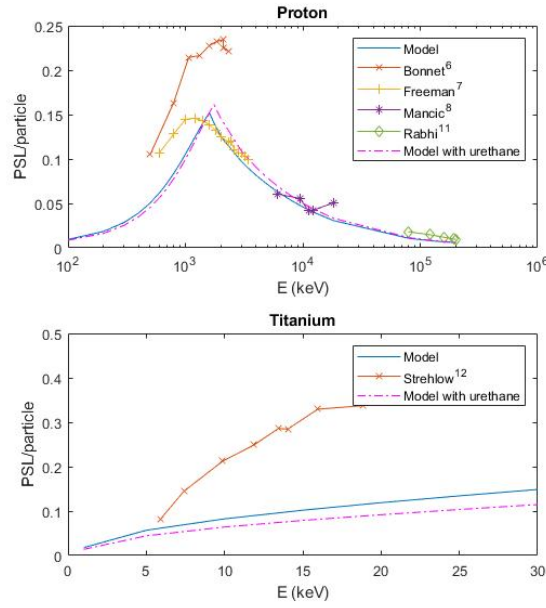 Proton
0.25
0.2
0.15
0.1
0.05
0
PSL/particle
10^2
10^3
10^4
10^5
10^6
E (keV)
Model
Bonnet^6
Freeman^7
Mancic^8
Rabhi^11
Model with urethane
Titanium
0.5
0.4
0.3
0.2
0.1
0
PSL/particle
0
5
10
15
20
25
30
E (keV)
Model
Strehlow^12
Model with urethane